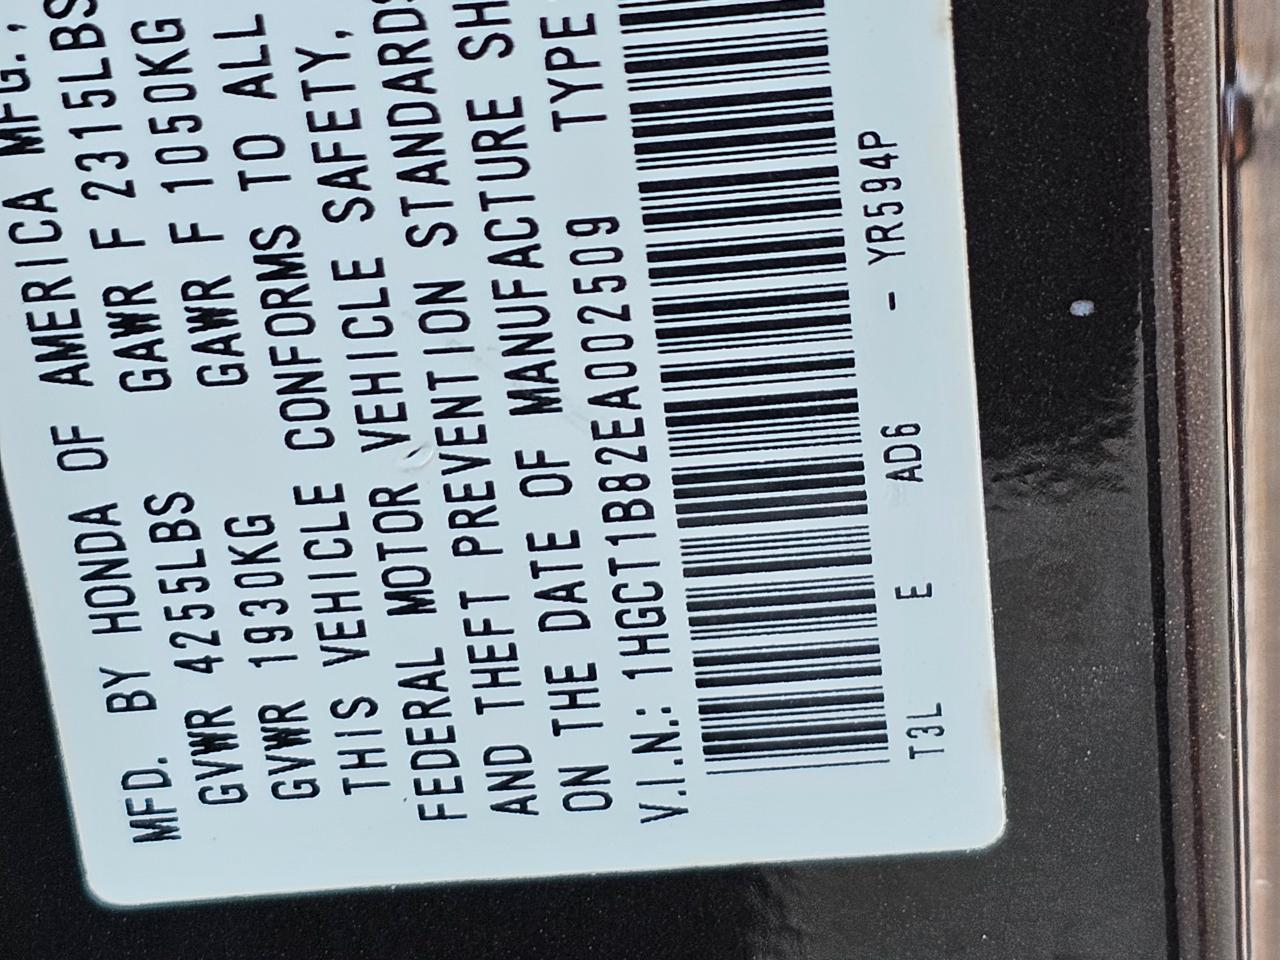 MFD. BY HONDA OF AMERICA MFG.,
GVWR 4255LBS GAWR F 2315LBS
GVWR 1930KG GAWR F 1050KG
THIS VEHICLE CONFORMS TO ALL
FEDERAL MOTOR VEHICLE SAFETY,
AND THEFT PREVENTION STANDARDS
ON THE DATE OF MANUFACTURE SH
V.I.N.: 1HGCT1B82EA002509 TYPE
T3L E AD6 - YR594P